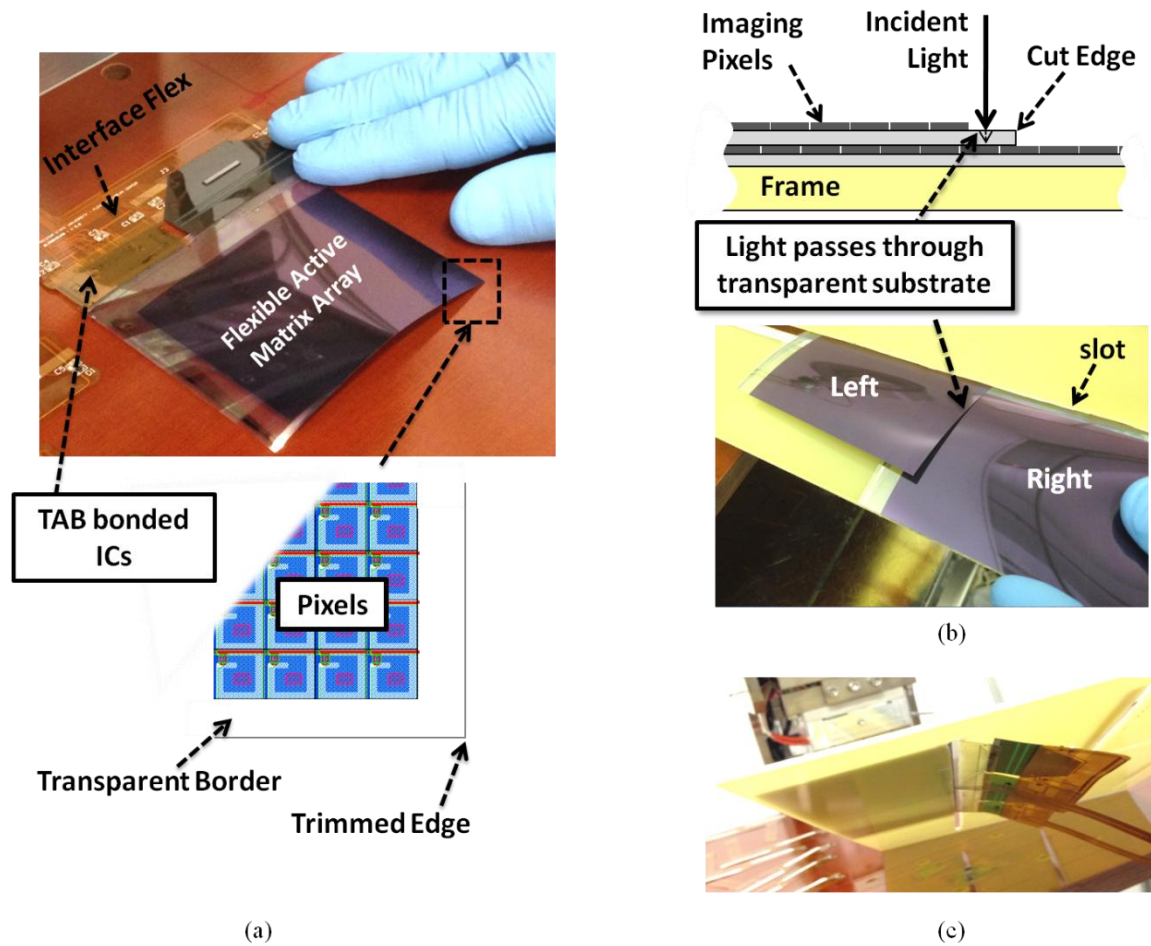 Interface Flex
Flexible Active
Matrix Array
TAB bonded
ICs
Pixels
Transparent Border
Trimmed Edge
(a)
Imaging
Pixels
Incident
Light
Cut Edge
Frame
Light passes through
transparent substrate
Left
slot
Right
(b)
(c)